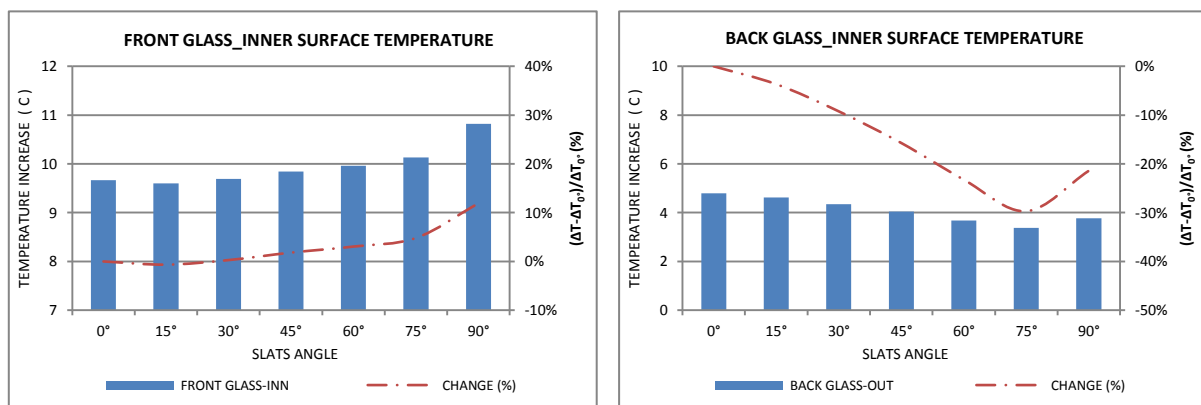 FRONT GLASS_INNER SURFACE TEMPERATURE
TEMPERATURE INCREASE ( C )
12
11
10
9
8
7
40%
30%
20%
10%
0%
-10%
(ΔT-ΔT0°)/ΔT0° (%)
0° 15° 30° 45° 60° 75° 90°
SLATS ANGLE
FRONT GLASS-INN CHANGE (%)
BACK GLASS_INNER SURFACE TEMPERATURE
TEMPERATURE INCREASE ( C )
10
8
6
4
2
0
0%
-10%
-20%
-30%
-40%
-50%
(ΔT-ΔT0°)/ΔT0° (%)
0° 15° 30° 45° 60° 75° 90°
SLATS ANGLE
BACK GLASS-OUT CHANGE (%)